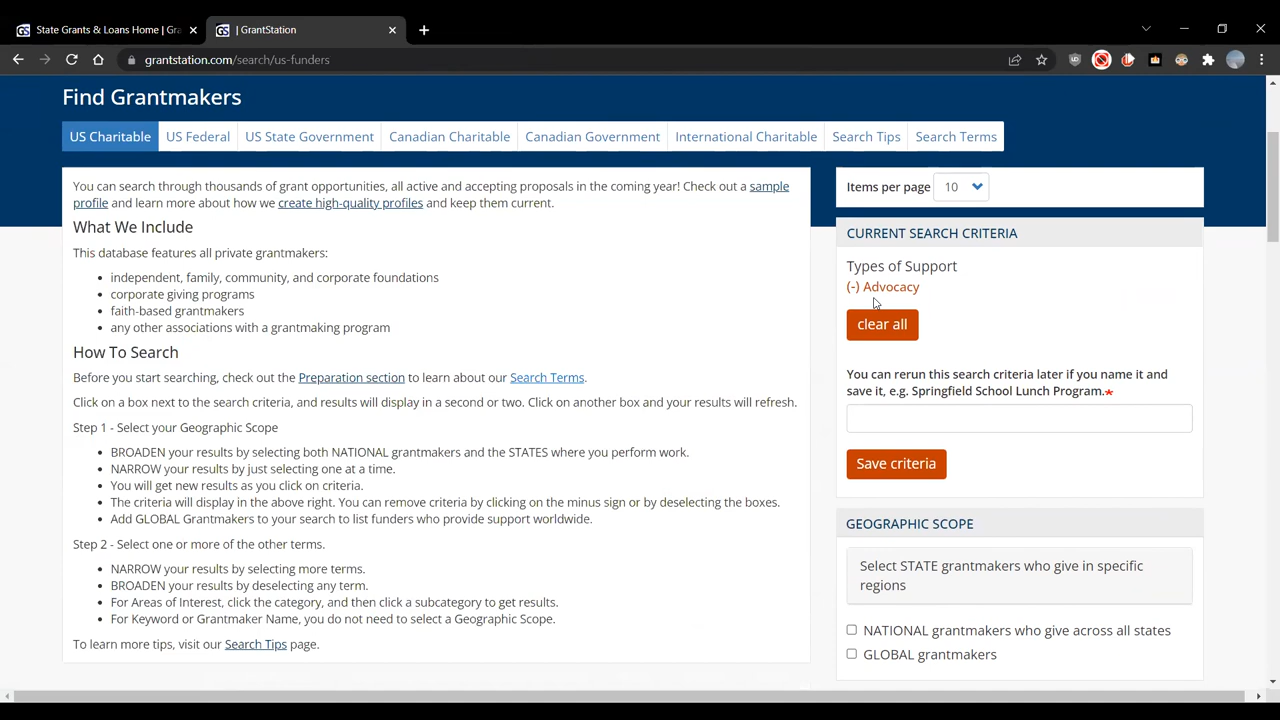 State Grants & Loans Home | Gra
| GrantStation
grantstation.com/search/us-funders
Find Grantmakers
US Charitable
US Federal
US State Government
Canadian Charitable
Canadian Government
International Charitable
Search Tips
Search Terms
You can search through thousands of grant opportunities, all active and accepting proposals in the coming year! Check out a sample
profile and learn more about how we create high-quality profiles and keep them current.
What We Include
This database features all private grantmakers:
• independent, family, community, and corporate foundations
• corporate giving programs
• faith-based grantmakers
• any other associations with a grantmaking program
How To Search
Before you start searching, check out the Preparation section to learn about our Search Terms.
Click on a box next to the search criteria, and results will display in a second or two. Click on another box and your results will refresh.
Step 1 - Select your Geographic Scope
• BROADEN your results by selecting both NATIONAL grantmakers and the STATES where you perform work.
• NARROW your results by just selecting one at a time.
• You will get new results as you click on criteria.
• The criteria will display in the above right. You can remove criteria by clicking on the minus sign or by deselecting the boxes.
• Add GLOBAL Grantmakers to your search to list funders who provide support worldwide.
Step 2 - Select one or more of the other terms.
• NARROW your results by selecting more terms.
• BROADEN your results by deselecting any term.
• For Areas of Interest, click the category, and then click a subcategory to get results.
• For Keyword or Grantmaker Name, you do not need to select a Geographic Scope.
To learn more tips, visit our Search Tips page.
Items per page 10
CURRENT SEARCH CRITERIA
Types of Support
(-) Advocacy
clear all
You can rerun this search criteria later if you name it and
save it, e.g. Springfield School Lunch Program.*
Save criteria
GEOGRAPHIC SCOPE
Select STATE grantmakers who give in specific
regions
NATIONAL grantmakers who give across all states
GLOBAL grantmakers